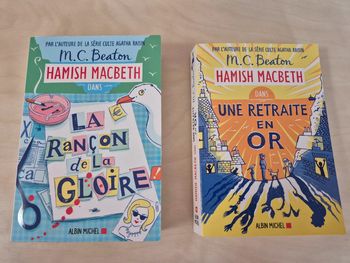 PAR L'AUTEURE DE LA SÉRIE CULTE AGATHA RAISIN
M.C. Beaton
HAMISH MACBETH
DANS
LA
RANÇON
de LA
GLOIRE!
ALBIN MICHEL
PAR L'AUTEURE DE LA SÉRIE CULTE AGATHA RAISIN
M.C. Beaton
HAMISH MACBETH
DANS
UNE RETRAITE
EN
OR
ALBIN MICHEL